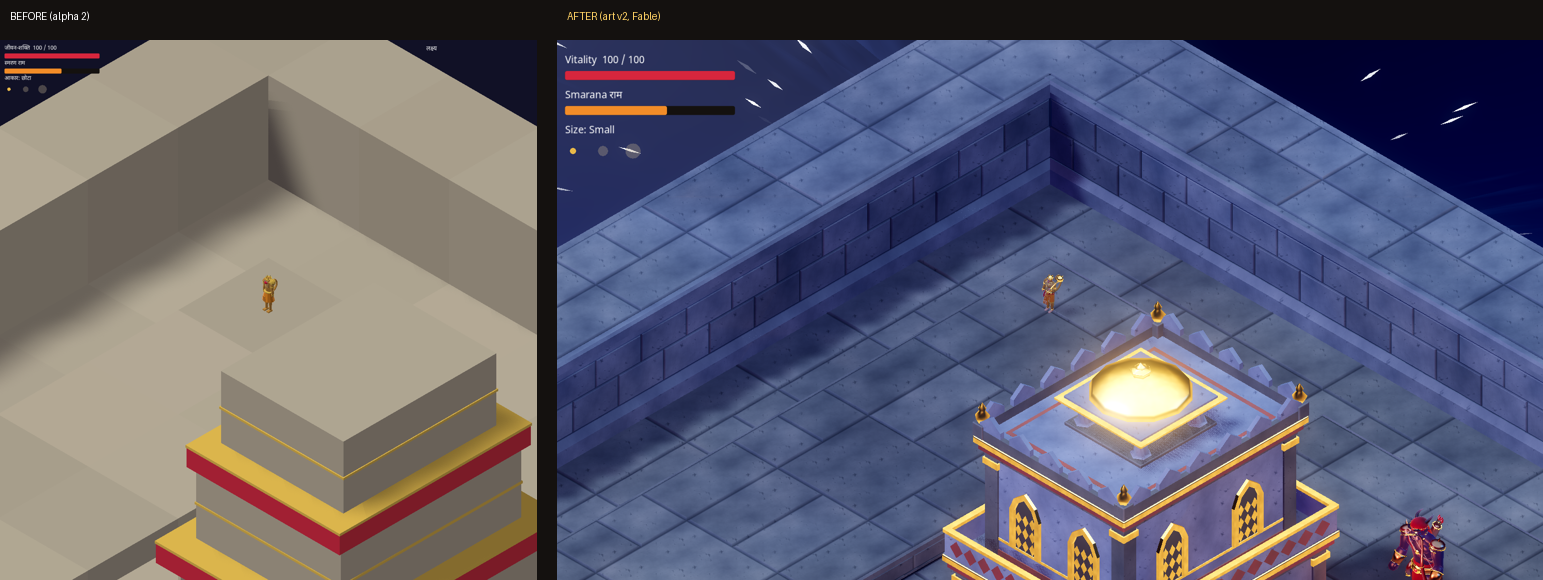 BEFORE (alpha 2)
जीवन-शक्ति 100 / 100
स्मरण राम
आकार: छोटा
लक्ष्य
AFTER (art v2, Fable)
Vitality 100 / 100
Smarana राम
Size: Small